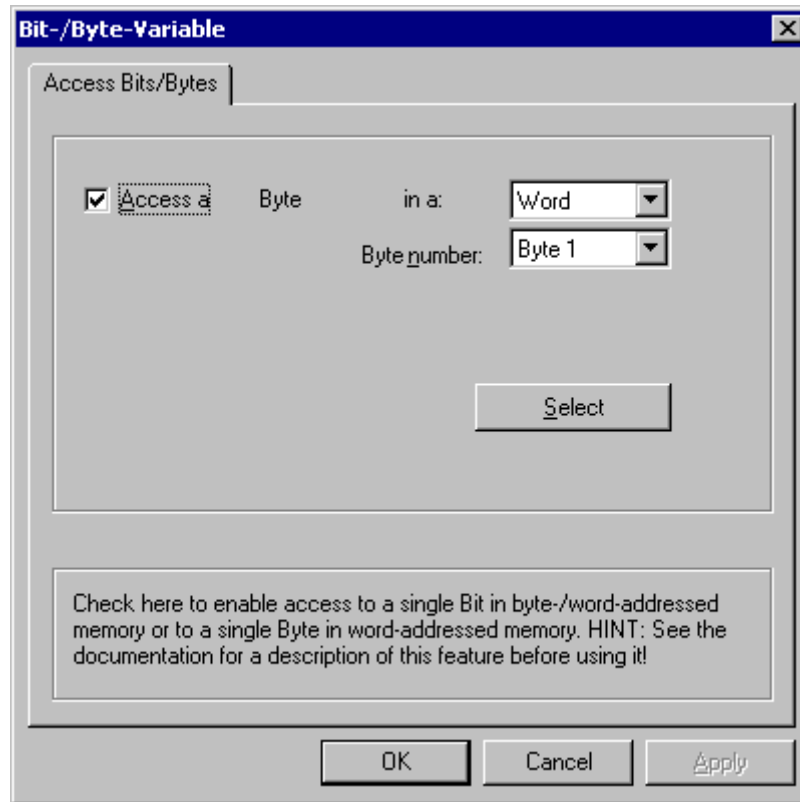 Bit-/Byte-Variable
Access Bits/Bytes
Access a Byte in a: Word
Byte number: Byte 1
Select
Check here to enable access to a single Bit in byte-/word-addressed
memory or to a single Byte in word-addressed memory. HINT: See the
documentation for a description of this feature before using it!
OK Cancel Apply